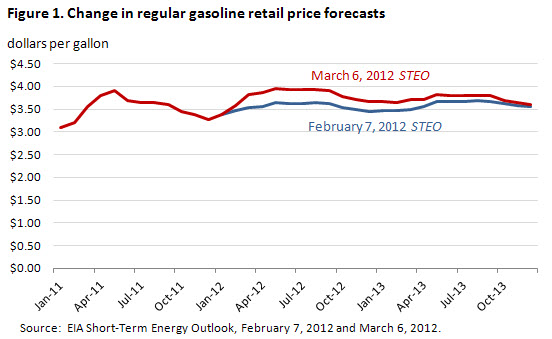 Figure 1. Change in regular gasoline retail price forecasts
dollars per gallon
$4.50
$4.00
$3.50
$3.00
$2.50
$2.00
$1.50
$1.00
$0.50
$0.00
March 6, 2012 STEO
February 7, 2012 STEO
Jan-11
Apr-11
Jul-11
Oct-11
Jan-12
Apr-12
Jul-12
Oct-12
Jan-13
Apr-13
Jul-13
Oct-13
Source: EIA Short-Term Energy Outlook, February 7, 2012 and March 6, 2012.